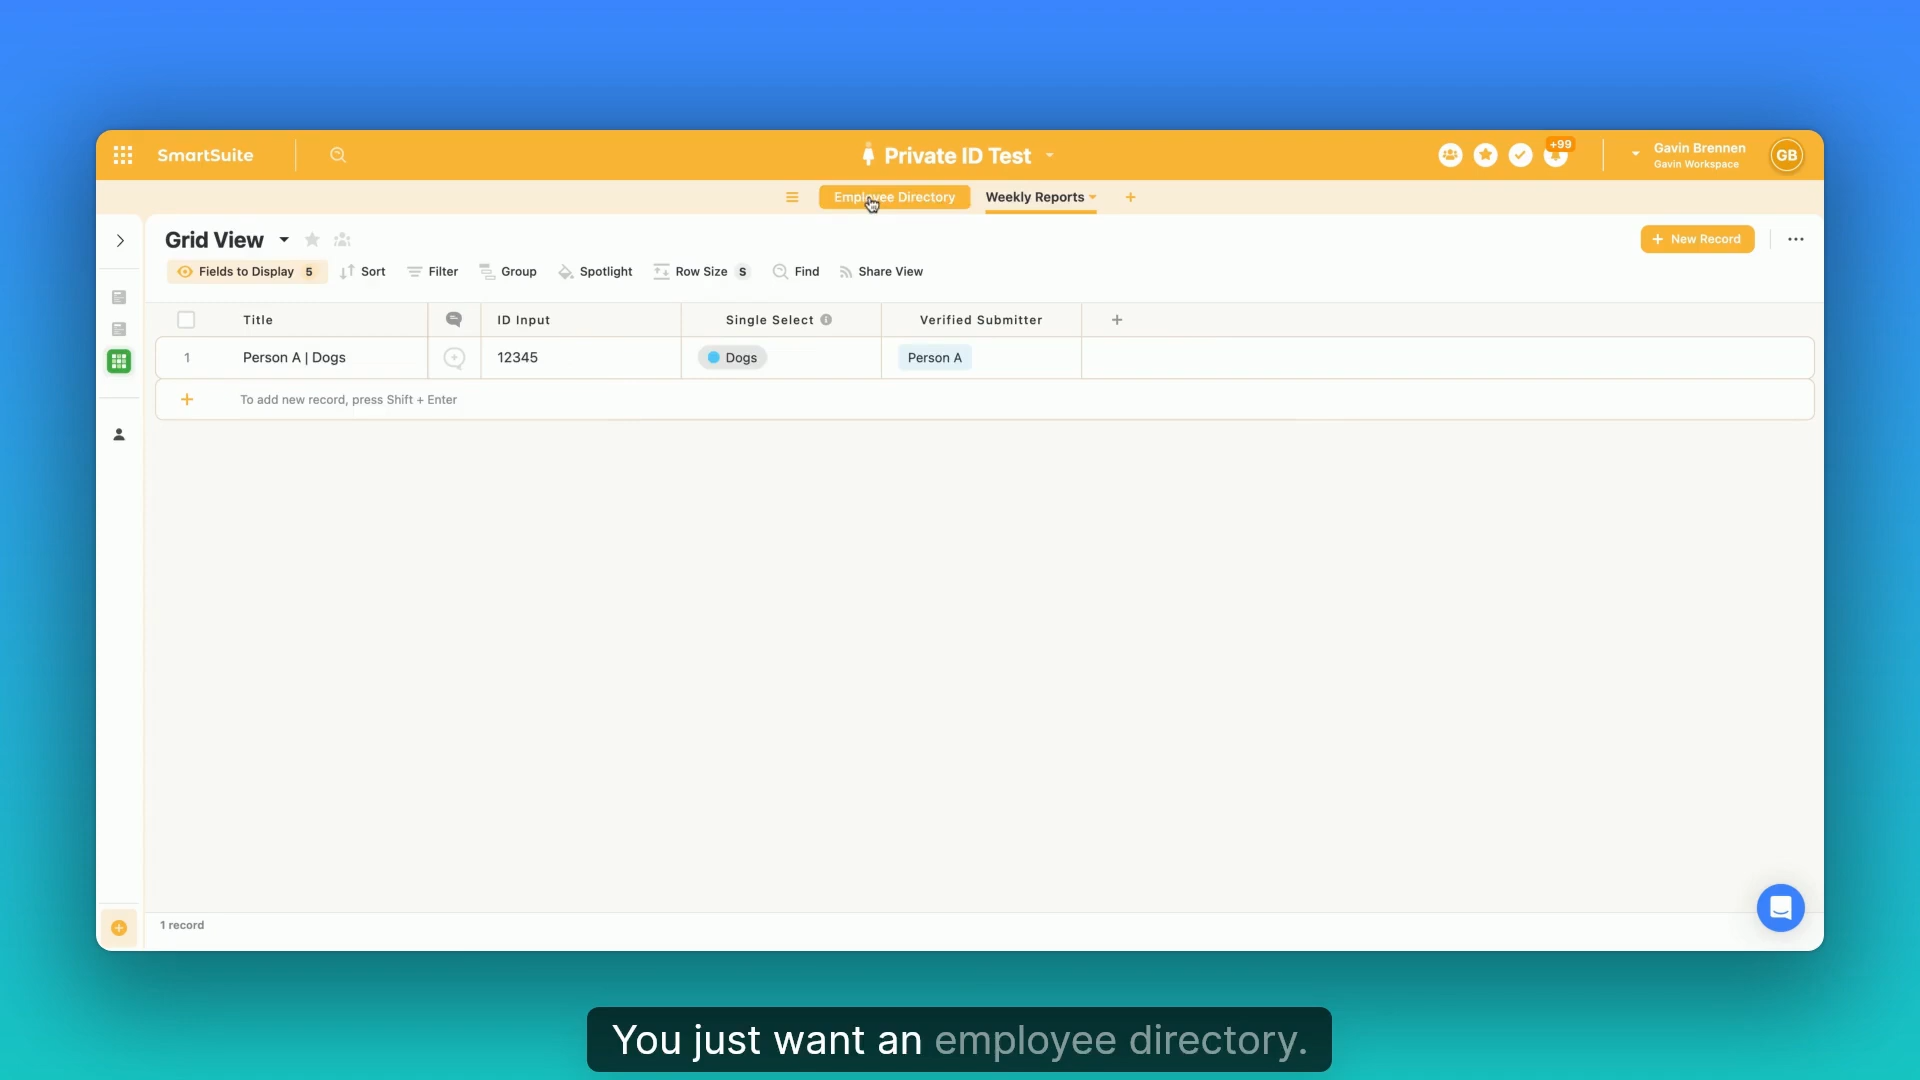 SmartSuite
Private ID Test
+99
Gavin Brennen
Gavin Workspace
GB
Employee Directory
Weekly Reports
+
Grid View
+ New Record
Fields to Display 5
Sort
Filter
Group
Spotlight
Row Size S
Find
Share View
Title
ID Input
Single Select
Verified Submitter
+
1
Person A | Dogs
12345
Dogs
Person A
+
To add new record, press Shift + Enter
1 record
You just want an employee directory.